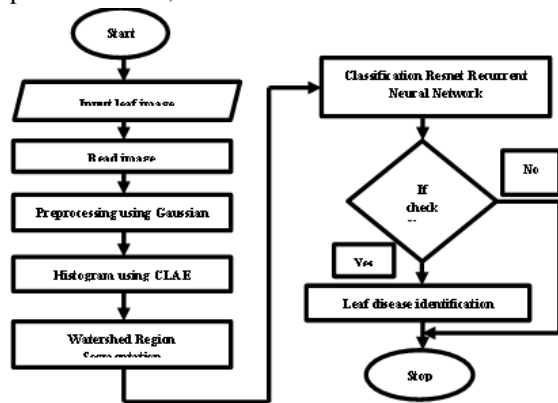 Start
Input leaf image
Read image
Preprocessing using Gaussian
Histogram using CLAE
Watershed Region
Segmentation
Classification Resnet Recurrent
Neural Network
If
check
No
Yes
Leaf disease identification
Stop